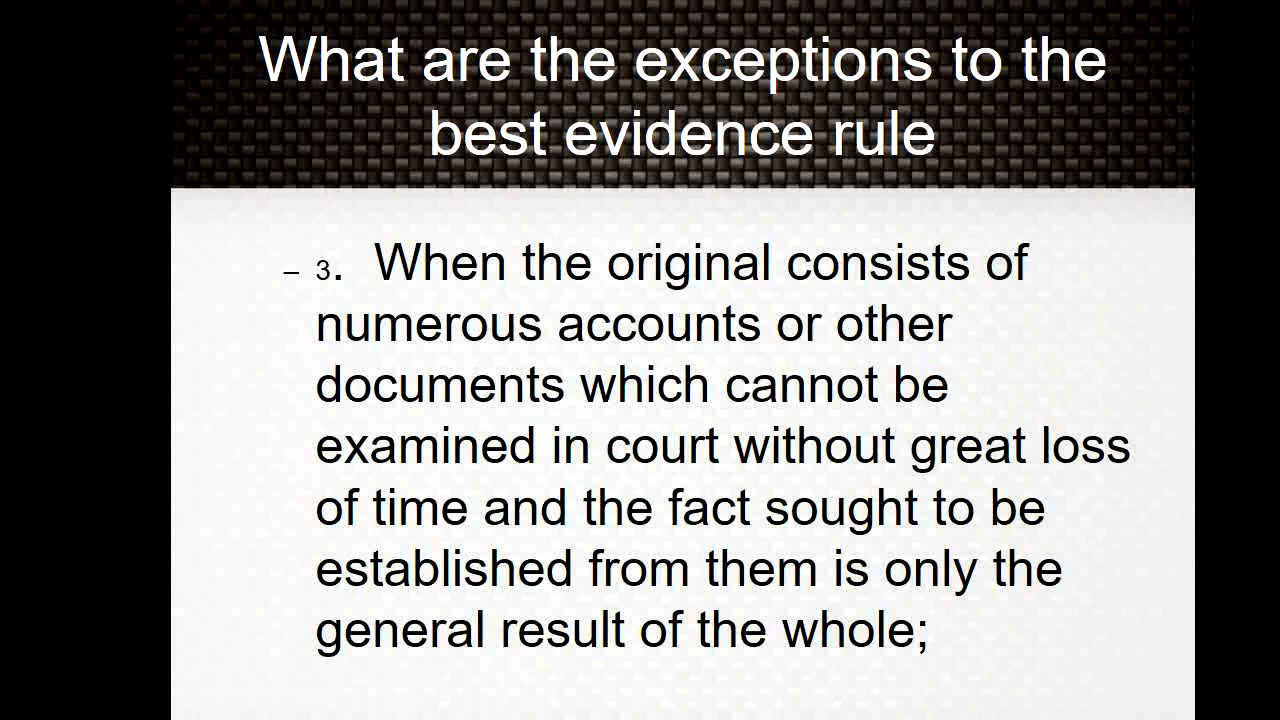 What are the exceptions to the
best evidence rule
– 3. When the original consists of
numerous accounts or other
documents which cannot be
examined in court without great loss
of time and the fact sought to be
established from them is only the
general result of the whole;